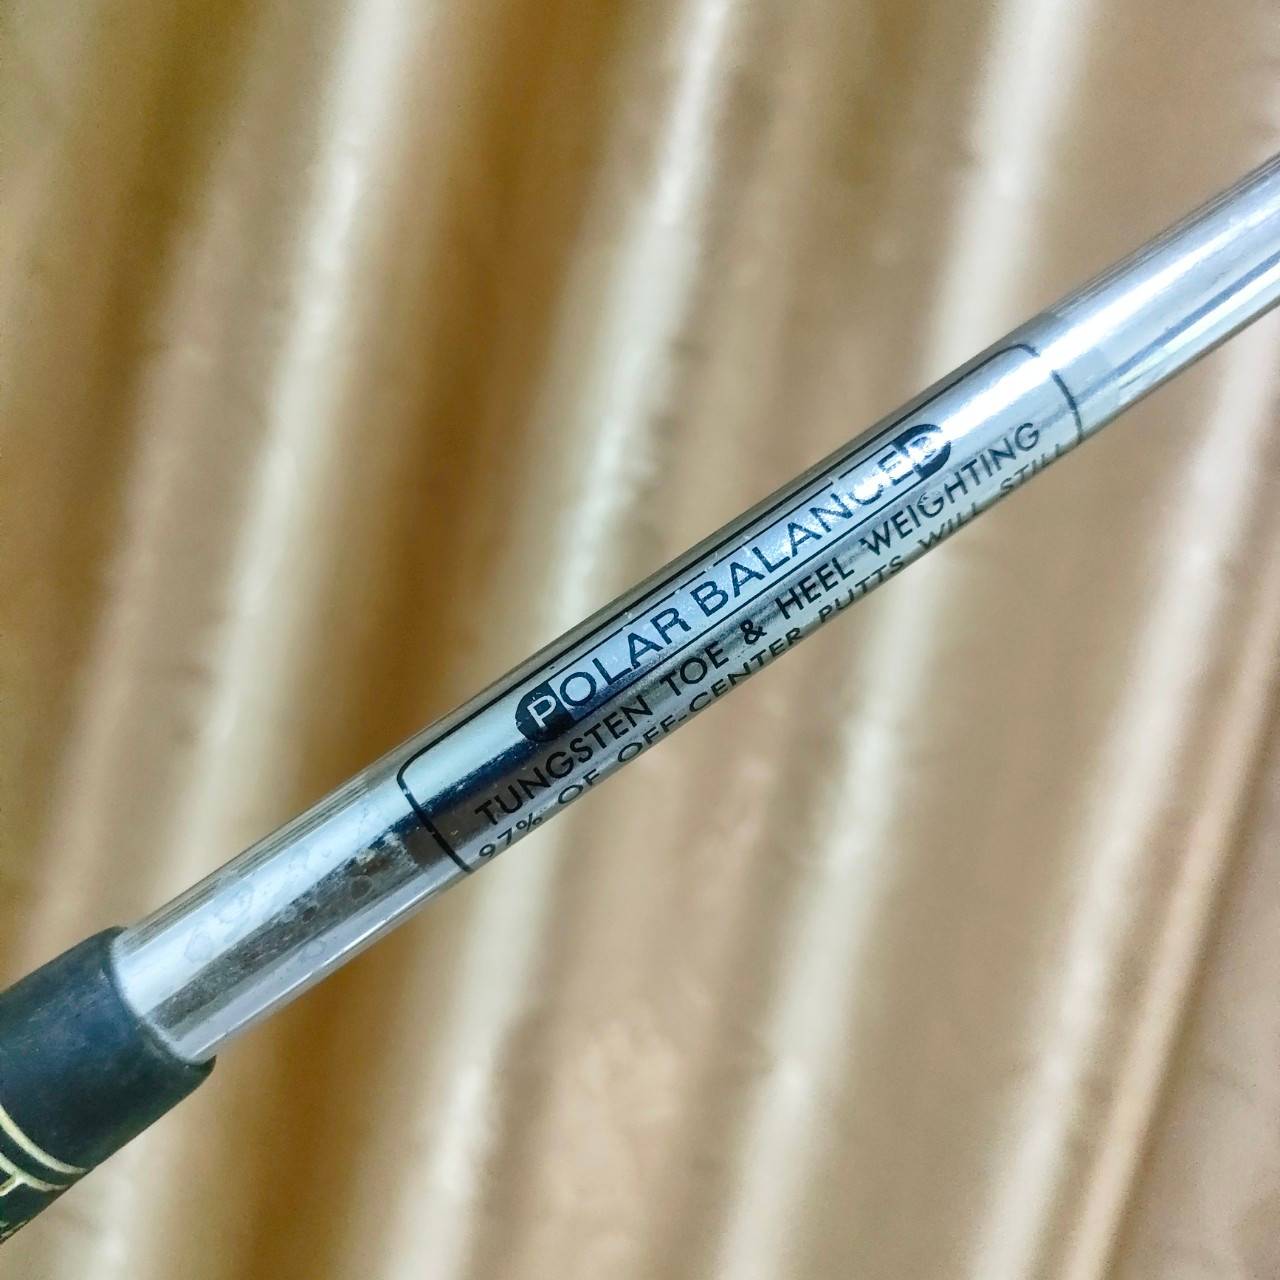 POLAR BALANCED
TUNGSTEN TOE & HEEL WEIGHTING
97% OF OFF-CENTER PUTTS WILL STILL